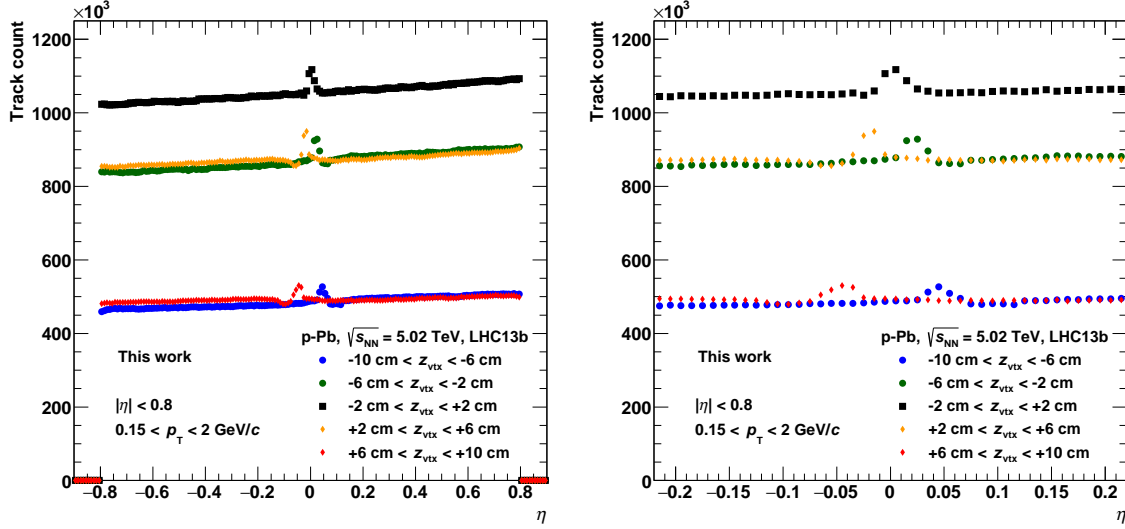 ×10³
Track count
1200
1000
800
600
400
200
0
p-Pb, √s_NN = 5.02 TeV, LHC13b
This work
-10 cm < z_vtx < -6 cm
-6 cm < z_vtx < -2 cm
|η| < 0.8
-2 cm < z_vtx < +2 cm
0.15 < p_T < 2 GeV/c
+2 cm < z_vtx < +6 cm
+6 cm < z_vtx < +10 cm
−0.8 −0.6 −0.4 −0.2 0 0.2 0.4 0.6 0.8
η
×10³
Track count
1200
1000
800
600
400
200
0
p-Pb, √s_NN = 5.02 TeV, LHC13b
This work
-10 cm < z_vtx < -6 cm
-6 cm < z_vtx < -2 cm
|η| < 0.8
-2 cm < z_vtx < +2 cm
0.15 < p_T < 2 GeV/c
+2 cm < z_vtx < +6 cm
+6 cm < z_vtx < +10 cm
−0.2 −0.15 −0.1 −0.05 0 0.05 0.1 0.15 0.2
η